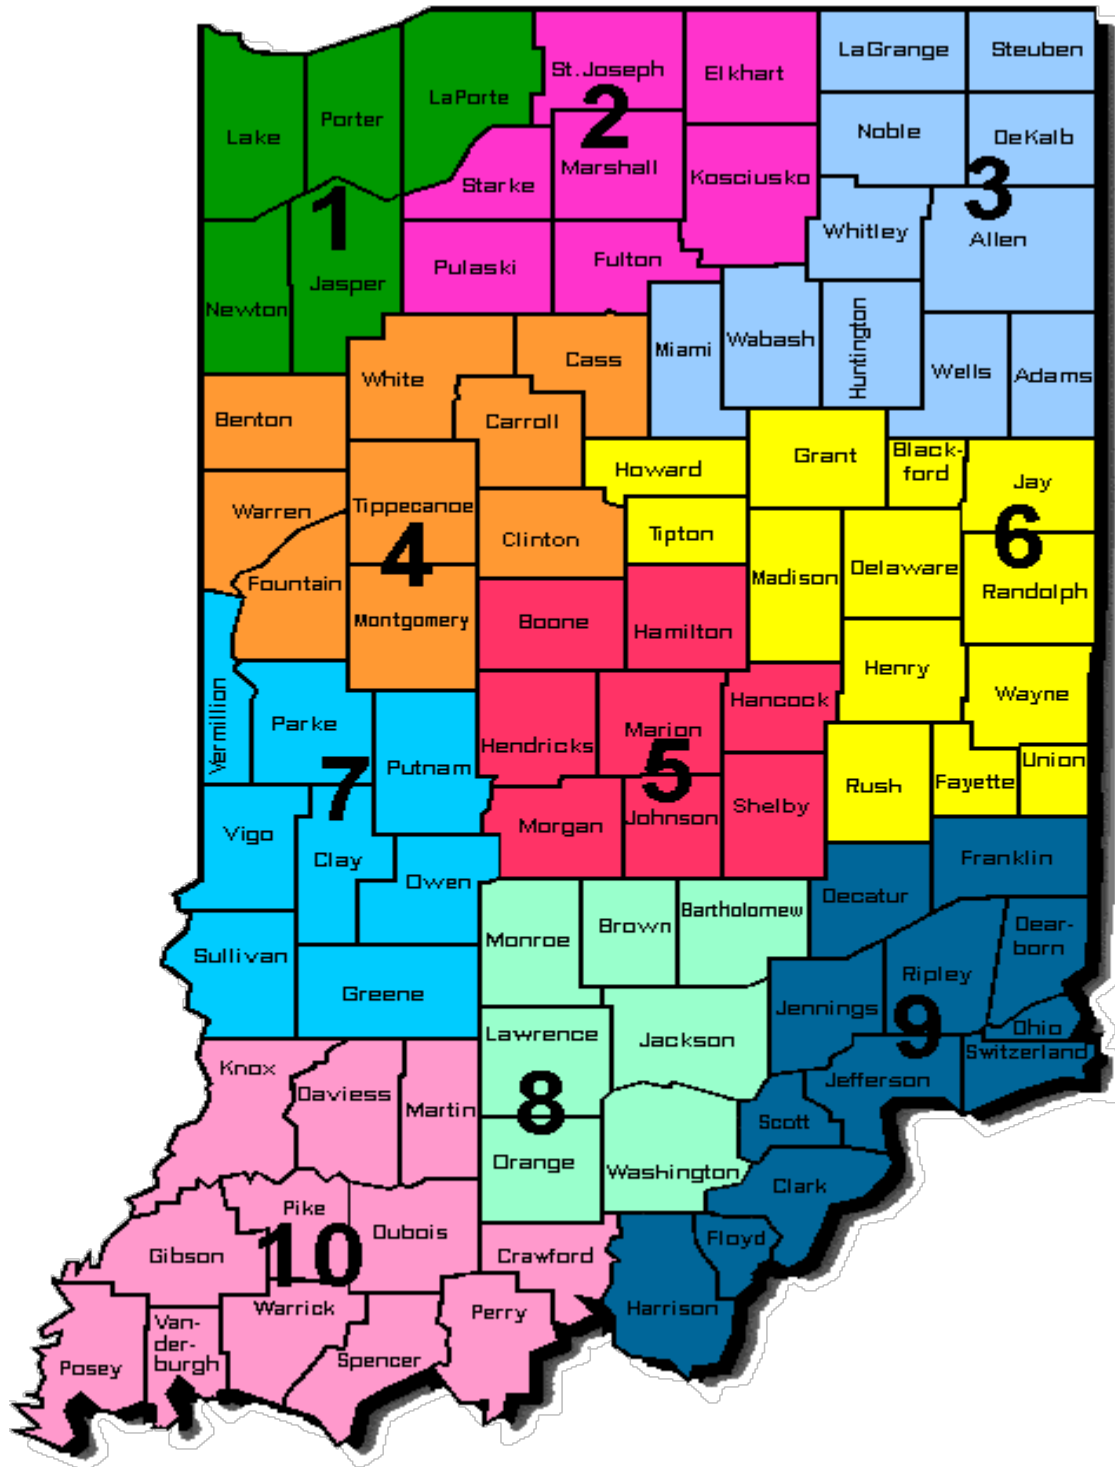 LaGrange
Steuben
St.Joseph
Elkhart
LaPorte
Porter
Lake
2
Noble
DeKalb
Marshall
Kosciusko
Starke
3
1
Whitley
Allen
Pulaski
Fulton
Jasper
Newton
Miami
Wabash
Huntington
Wells
Adams
White
Cass
Benton
Carroll
Grant
Black-
ford
Jay
Howard
Warren
Tippecanoe
Clinton
Tipton
6
4
Madison
Delaware
Randolph
Fountain
Montgomery
Boone
Hamilton
Henry
Wayne
Vermillion
Parke
Putnam
Hendricks
Marion
Hancock
5
7
Rush
Fayette
Union
Vigo
Clay
Morgan
Johnson
Shelby
Owen
Franklin
Decatur
Monroe
Brown
Bartholomew
Dear-
born
Sullivan
Greene
Ripley
Jennings
9
Ohio
Lawrence
Jackson
Switzerland
Knox
Daviess
Martin
8
Jefferson
Scott
Orange
Washington
Clark
Pike
Dubois
Gibson
10
Crawford
Floyd
Warrick
Perry
Harrison
Van-
der-
burgh
Posey
Spencer